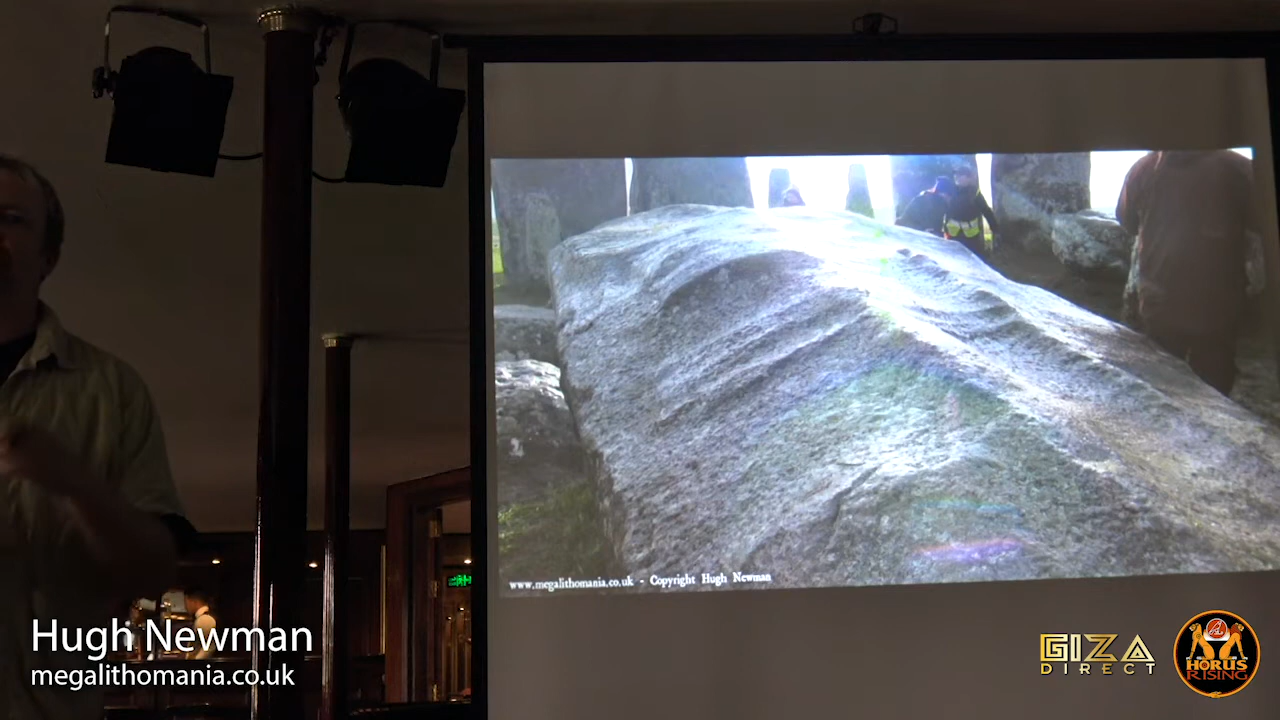 www.megalithomania.co.uk - Copyright Hugh Newman
Hugh Newman
megalithomania.co.uk
GIZA
DIRECT
HORUS
RISING